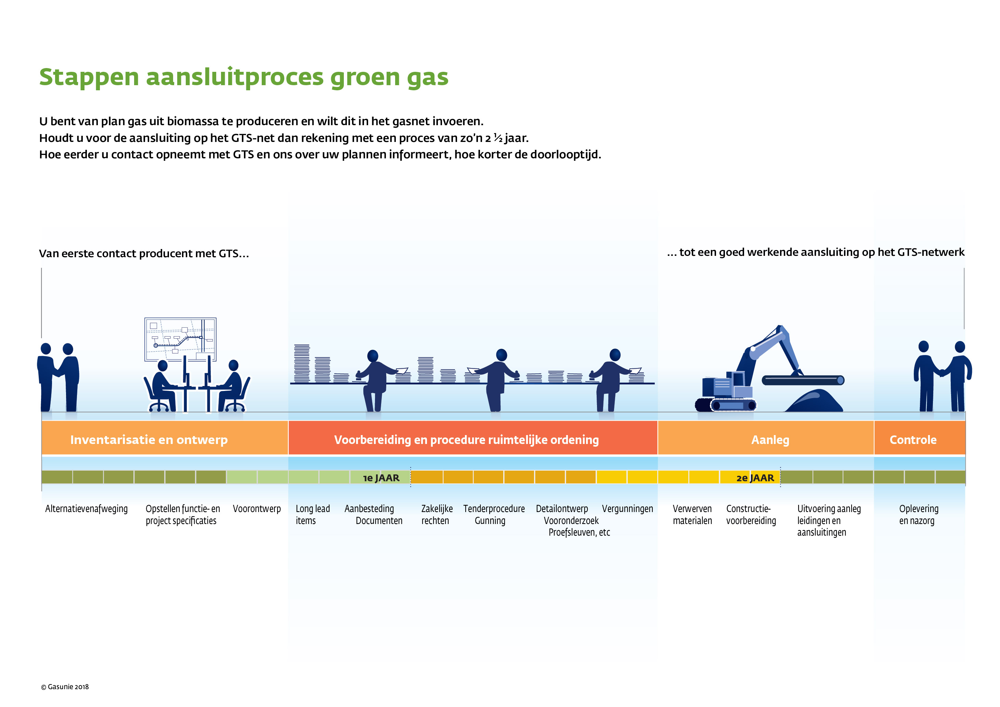 Stappen aansluitproces groen gas
U bent van plan gas uit biomassa te produceren en wilt dit in het gasnet invoeren.
Houdt u voor de aansluiting op het GTS-net dan rekening met een proces van zo'n 2 ½ jaar.
Hoe eerder u contact opneemt met GTS en ons over uw plannen informeert, hoe korter de doorlooptijd.
Van eerste contact producent met GTS...
... tot een goed werkende aansluiting op het GTS-netwerk
Inventarisatie en ontwerp
Voorbereiding en procedure ruimtelijke ordening
Aanleg
Controle
1e JAAR
2e JAAR
Alternatievenafweging
Opstellen functie- en
project specificaties
Voorontwerp
Long lead
items
Aanbesteding
Documenten
Zakelijke
rechten
Tenderprocedure
Gunning
Detailontwerp
Vooronderzoek
Proefsleuven, etc
Vergunningen
Verwerven
materialen
Constructie-
voorbereiding
Uitvoering aanleg
leidingen en
aansluitingen
Oplevering
en nazorg
© Gasunie 2018